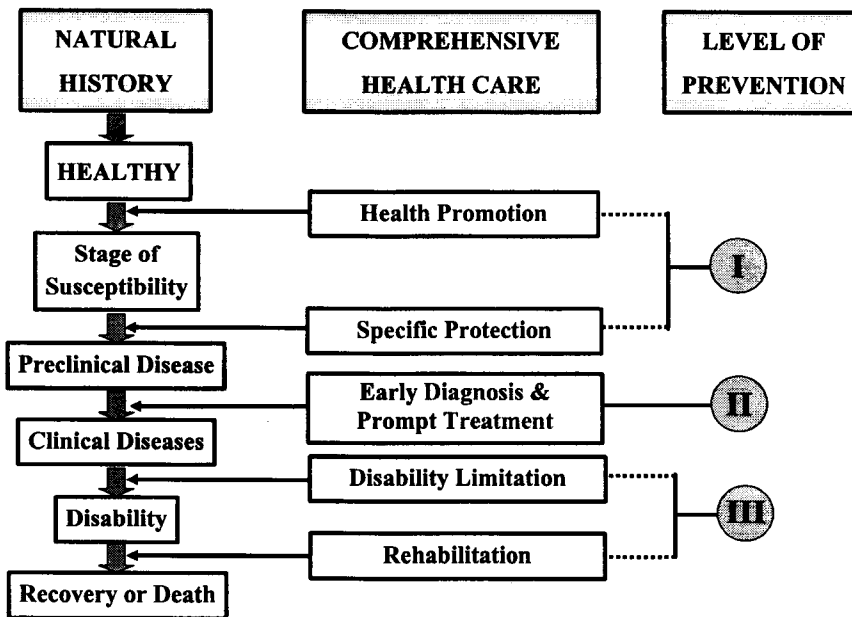 NATURAL
HISTORY
COMPREHENSIVE
HEALTH CARE
LEVEL OF
PREVENTION
HEALTHY
Health Promotion
Stage of
Susceptibility
I
Specific Protection
Preclinical Disease
Early Diagnosis &
Prompt Treatment
II
Clinical Diseases
Disability Limitation
Disability
III
Rehabilitation
Recovery or Death